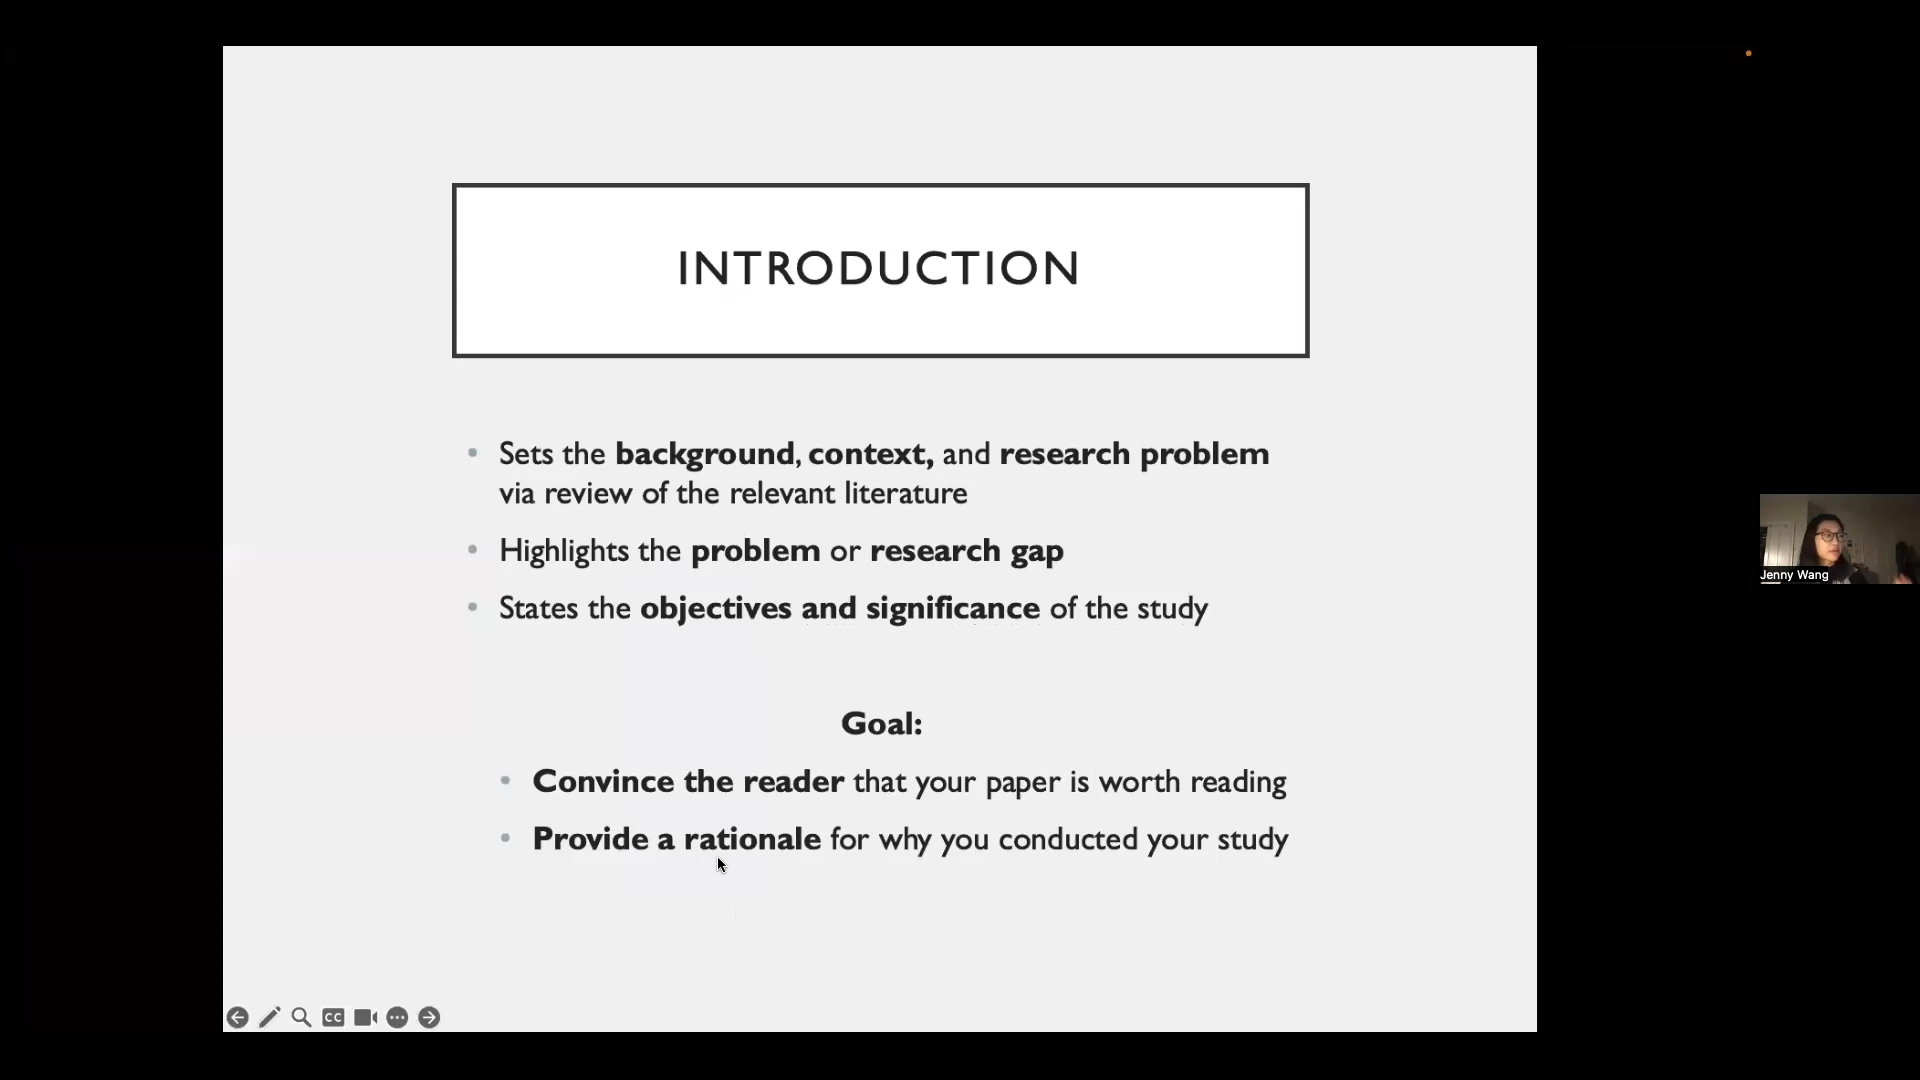 INTRODUCTION
• Sets the background, context, and research problem
via review of the relevant literature
• Highlights the problem or research gap
• States the objectives and significance of the study
Goal:
• Convince the reader that your paper is worth reading
• Provide a rationale for why you conducted your study
Jenny Wang
CC